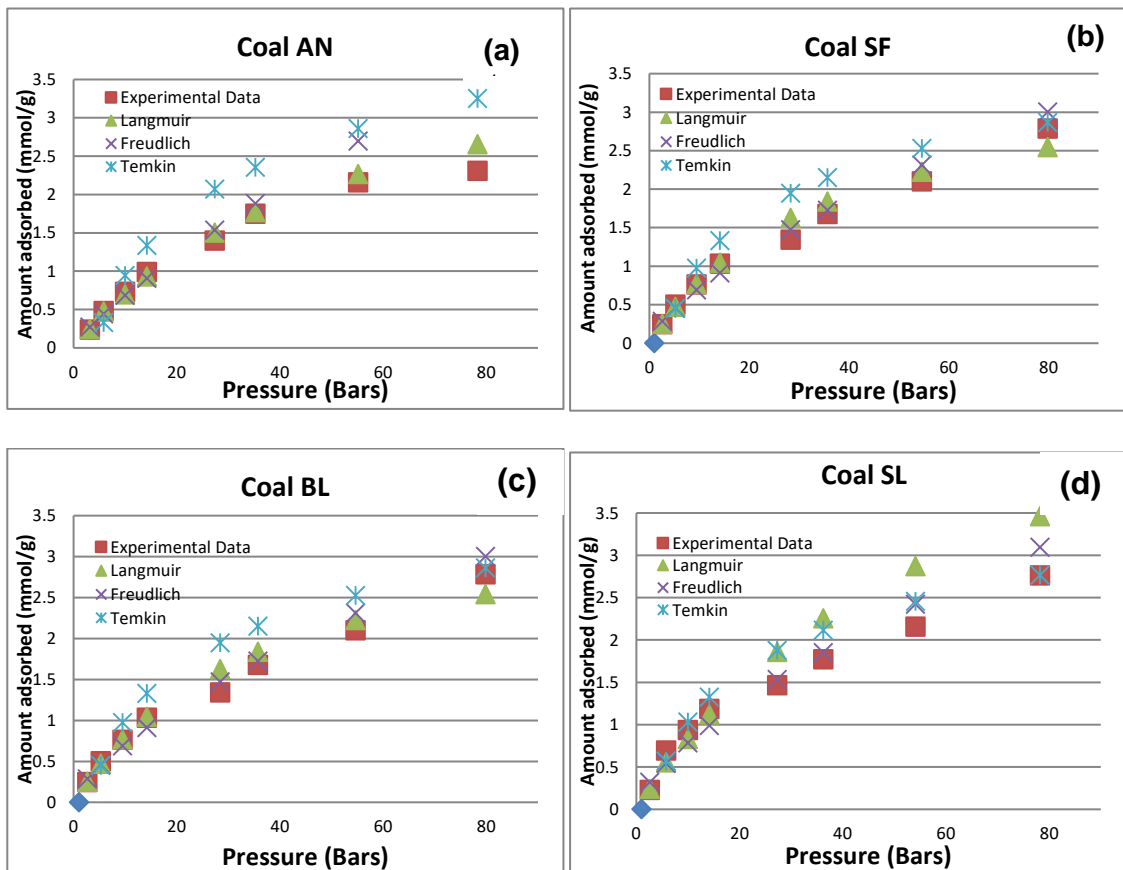 Coal AN
(a)
Amount adsorbed (mmol/g)
3.5
3
2.5
2
1.5
1
0.5
0
Experimental Data
Langmuir
Freudlich
Temkin
0 20 40 60 80
Pressure (Bars)
Coal SF
(b)
Amount adsorbed (mmol/g)
3.5
3
2.5
2
1.5
1
0.5
0
Experimental Data
Langmuir
Freudlich
Temkin
0 20 40 60 80
Pressure (Bars)
Coal BL
(c)
Amount adsorbed (mmol/g)
3.5
3
2.5
2
1.5
1
0.5
0
Experimental Data
Langmuir
Freudlich
Temkin
0 20 40 60 80
Pressure (Bars)
Coal SL
(d)
Amount adsorbed (mmol/g)
3.5
3
2.5
2
1.5
1
0.5
0
Experimental Data
Langmuir
Freudlich
Temkin
0 20 40 60 80
Pressure (Bars)